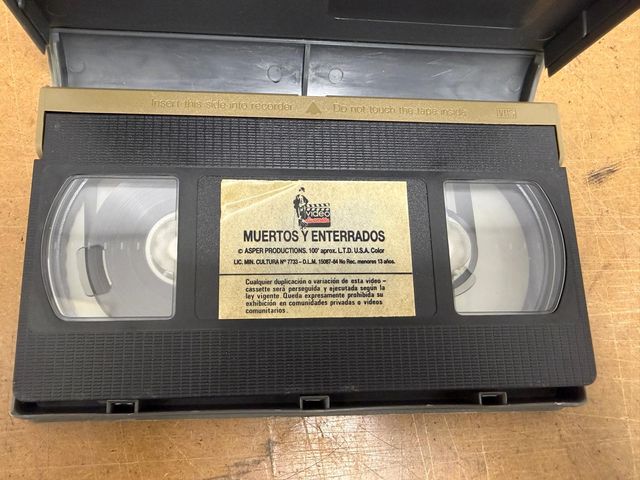 Insert this side into recorder Do not touch the tape inside VHS
video
MUERTOS Y ENTERRADOS
© ASPER PRODUCTIONS. 100' aprox. L.T.D. U.S.A. Color
LIC. MIN. CULTURA Nº 7733 - D.L.M. 15087-84 No Rec. menores 13 años.
Cualquier duplicación o variación de esta video-
cassette será perseguida y ejecutada según la
ley vigente. Queda expresamente prohibida su
exhibición en comunidades privadas o videos
comunitarios.